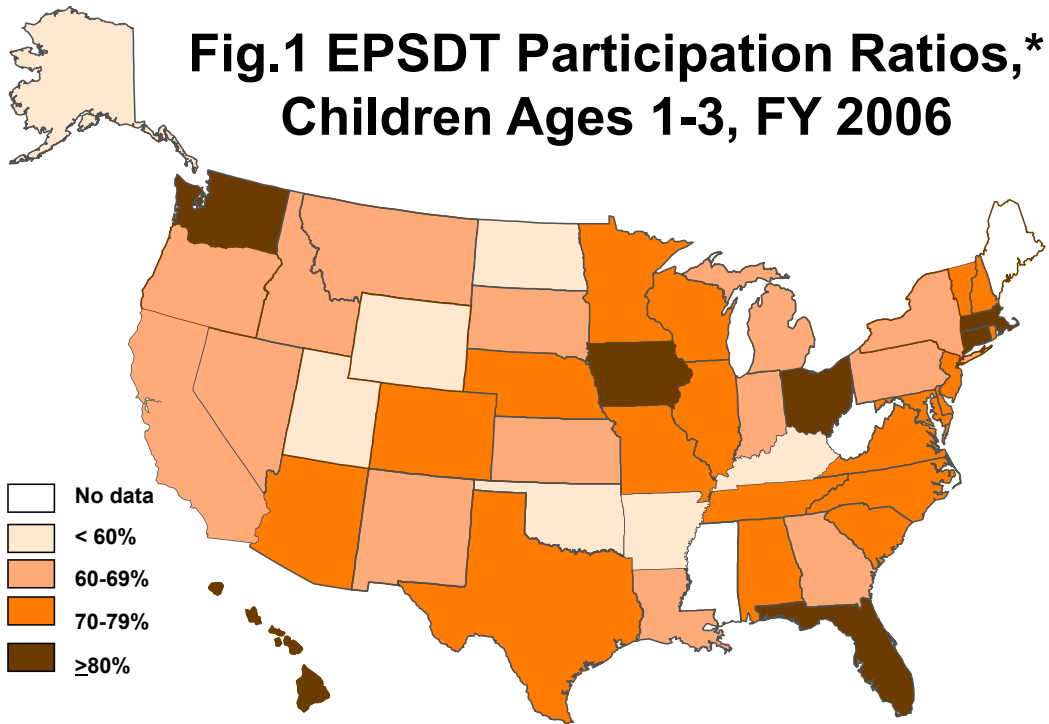 Fig.1 EPSDT Participation Ratios,*
Children Ages 1-3, FY 2006
No data
< 60%
60-69%
70-79%
≥80%